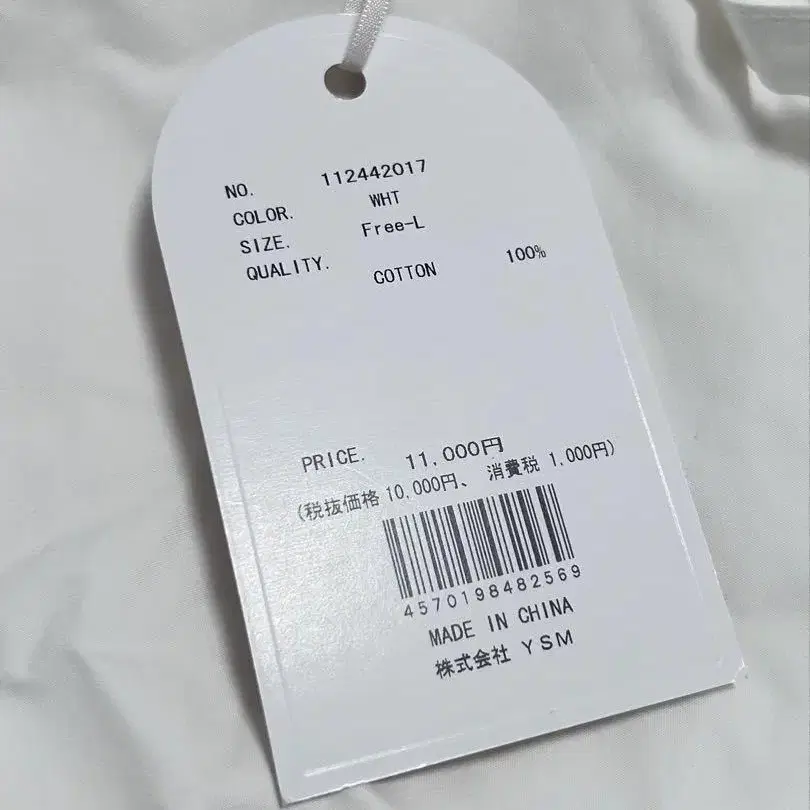 NO. 112442017
COLOR. WHT
SIZE. Free-L
QUALITY. COTTON 100%
PRICE. 11,000円
(税抜価格 10,000円、 消費税 1,000円)
4570198482569
MADE IN CHINA
株式会社 YSM